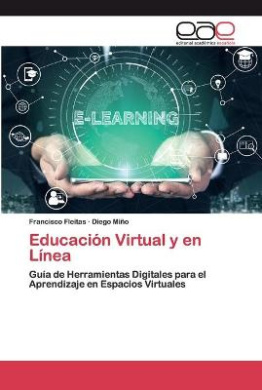 eae
editorial académica española
E-LEARNING
Francisco Fleitas · Diego Miño
Educación Virtual y en
Línea
Guía de Herramientas Digitales para el
Aprendizaje en Espacios Virtuales